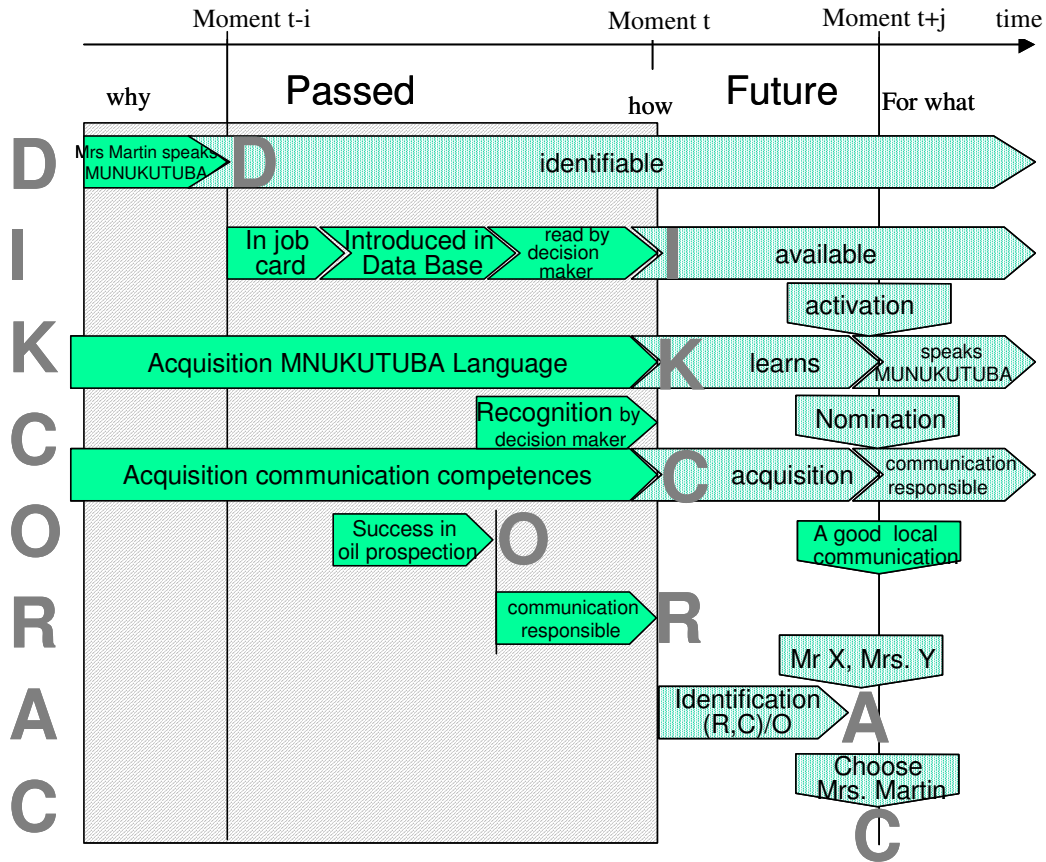 Moment t-i
Moment t
Moment t+j
time
why
Passed
how
Future
For what
D
Mrs Martin speaks
MUNUKUTUBA
D
identifiable
I
In job
card
Introduced in
Data Base
read by
decision
maker
I
available
activation
K
Acquisition MNUKUTUBA Language
K
learns
speaks
MUNUKUTUBA
C
Recognition by
decision maker
Nomination
Acquisition communication competences
C
acquisition
communication
responsible
O
Success in
oil prospection
O
A good local
communication
R
communication
responsible
R
Mr X, Mrs. Y
A
Identification
(R,C)/O
A
C
Choose
Mrs. Martin
C